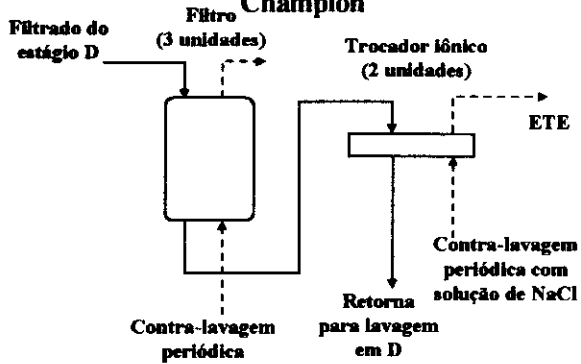 Champion
Filtro
(3 unidades)
Filtrado do
estágio D
Trocador iônico
(2 unidades)
ETE
Contra-lavagem
periódica com
solução de NaCl
Retorna
para lavagem
em D
Contra-lavagem
periódica